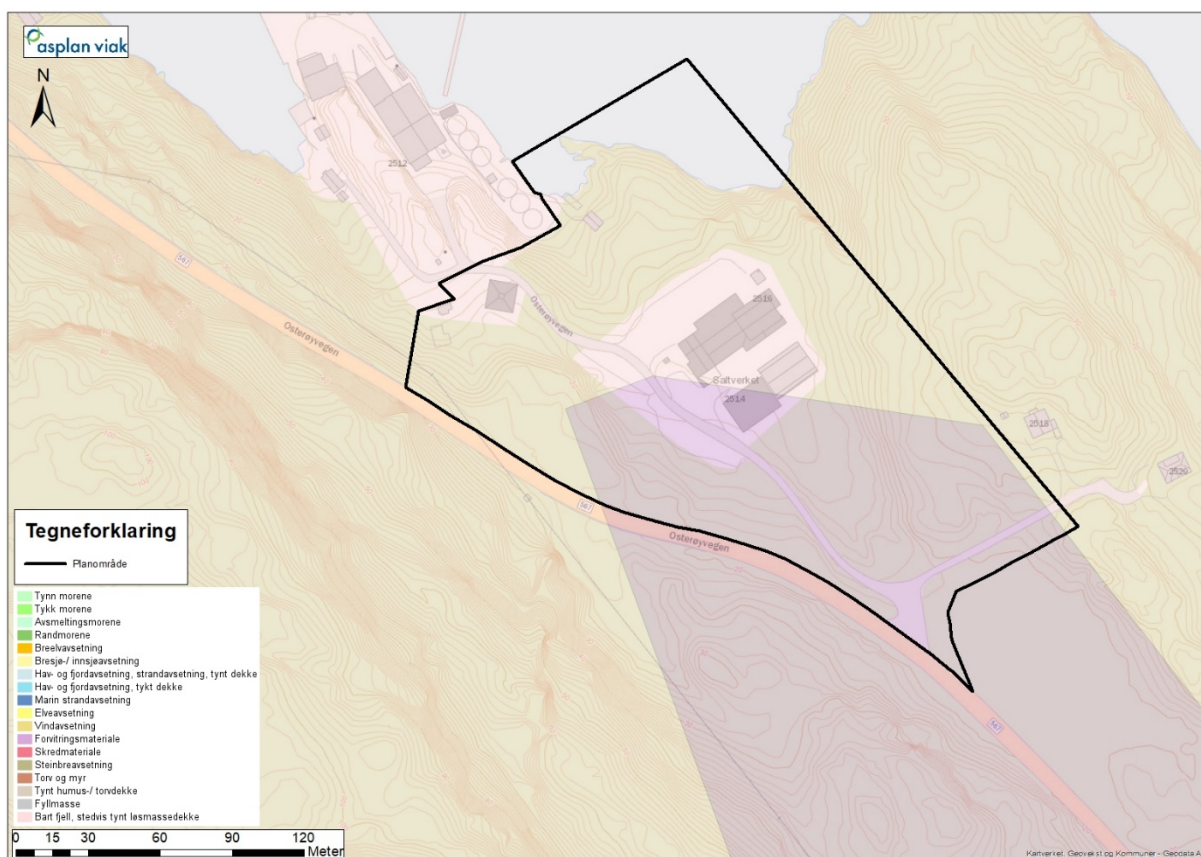 asplan viak
N
2512
567
Osterøyvegen
Osterøyvegen
2516
Saltverket
2514
2518
2520
567
Osterøyvegen
567
Tegneforklaring
Planområde
Tynn morene
Tykk morene
Avsmeltingsmorene
Randmorene
Breelvavsetning
Bresjø-/ innsjøavsetning
Hav- og fjordavsetning, strandavsetning, tynt dekke
Hav- og fjordavsetning, tykt dekke
Marin strandavsetning
Elveavsetning
Vindavsetning
Forvitringsmateriale
Skredmateriale
Steinbreavsetning
Torv og myr
Tynt humus-/ torvdekke
Fyllmasse
Bart fjell, stedvis tynt løsmassedekke
0 15 30 60 90 120
Meter
Kartverket, Geovekst og Kommuner - Geodata A